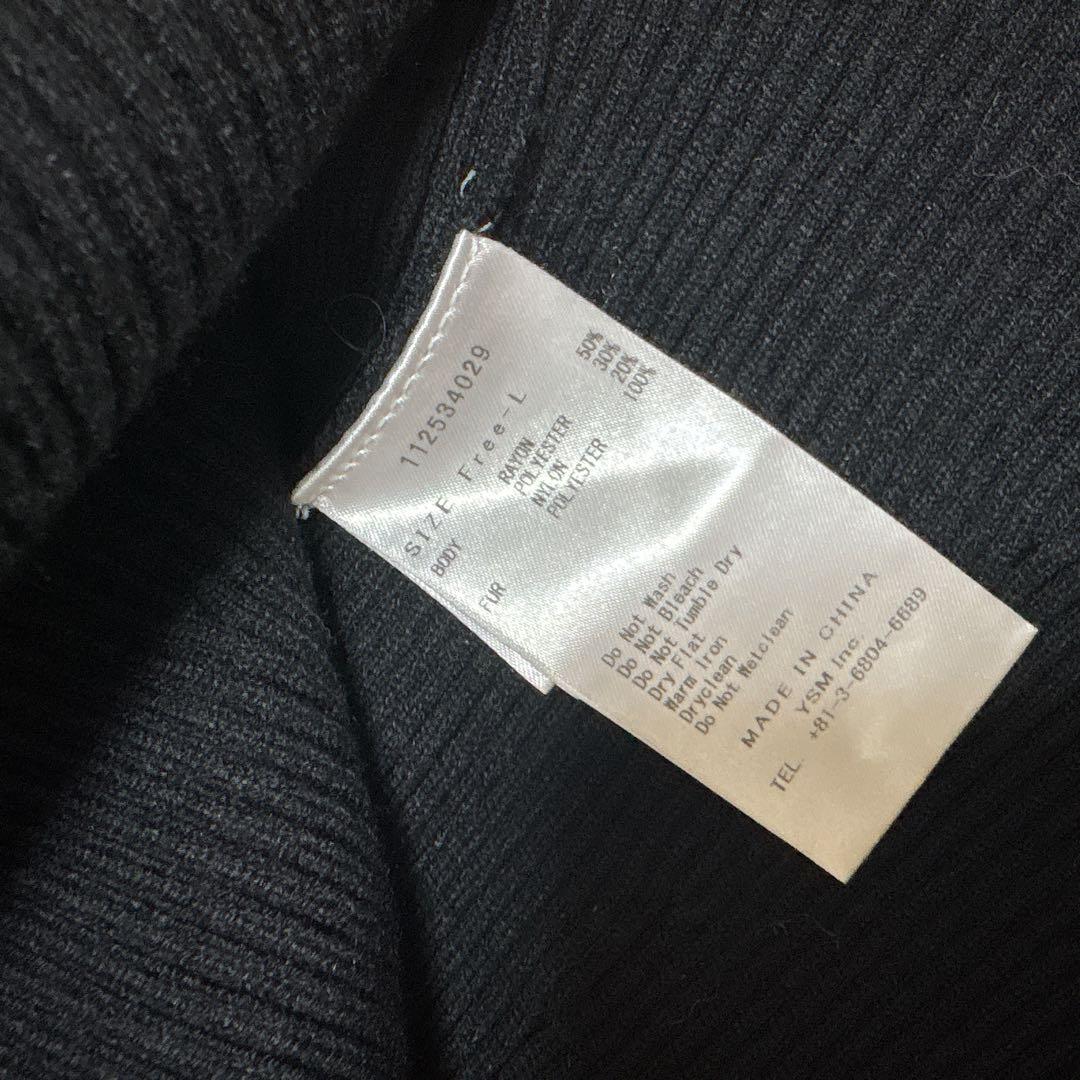 112534029
SIZE Free-L
BODY RAYON 50%
POLYESTER 30%
NYLON 20%
FUR POLYESTER 100%
Do Not Wash
Do Not Bleach
Do Not Tumble Dry
Dry Flat
Warm Iron
Dryclean
Do Not Wetclean
MADE IN CHINA
YSM Inc.
TEL. +81-3-6804-6689